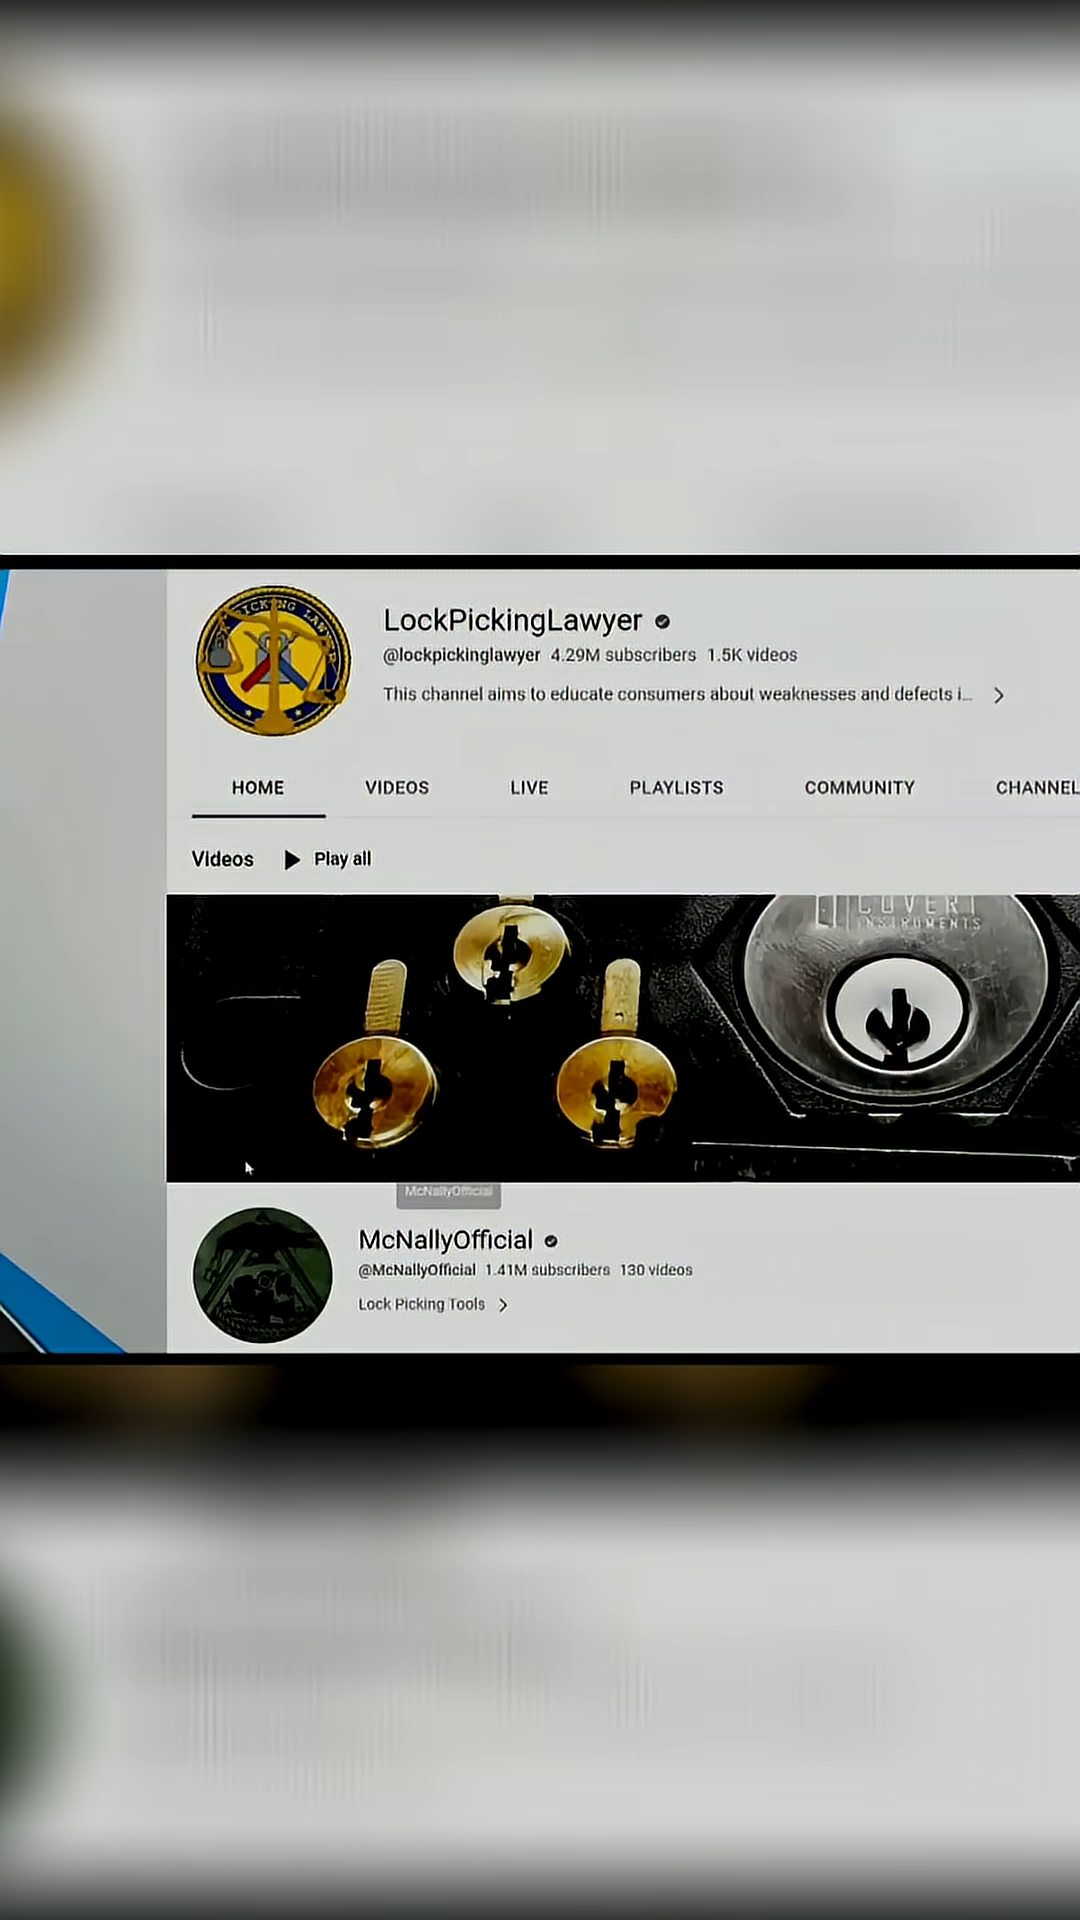 PICKING LAWYER
LockPickingLawyer
@lockpickinglawyer 4.29M subscribers 1.5K videos
This channel aims to educate consumers about weaknesses and defects i...
HOME VIDEOS LIVE PLAYLISTS COMMUNITY CHANNEL
Videos Play all
COVERT
INSTRUMENTS
McNallyOfficial
McNallyOfficial
@McNallyOfficial 1.41M subscribers 130 videos
Lock Picking Tools